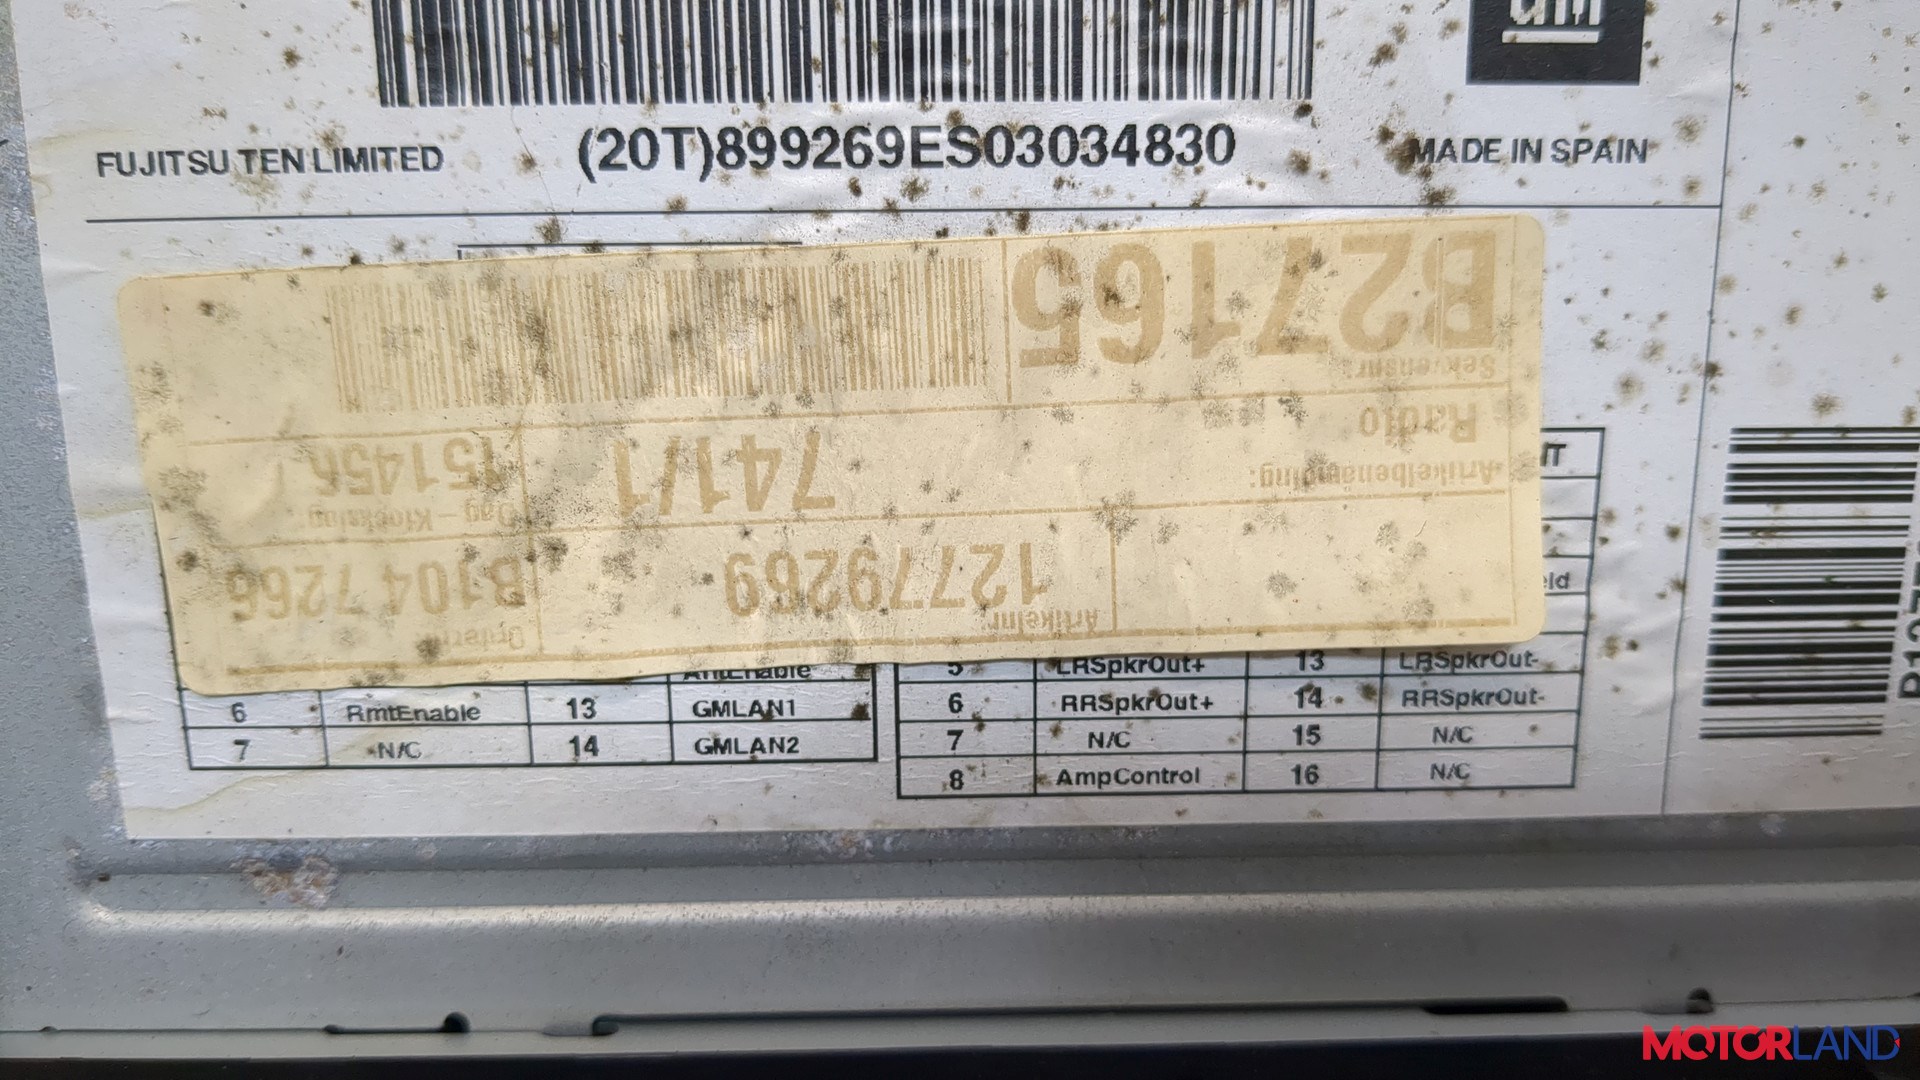 GM
FUJITSU TEN LIMITED (20T)899269ES03034830 MADE IN SPAIN
B27165
Sekvensnr:
Radio
Artikelbenämning:
741/1
151456
Dag - Klockslag
12779269
Artikelnr:
B104 7266
AntEnable
6 RmtEnable 13 GMLAN1
7 N/C 14 GMLAN2
5 LRSpkrOut+ 13 LRSpkrOut-
6 RRSpkrOut+ 14 RRSpkrOut-
7 N/C 15 N/C
8 AmpControl 16 N/C
MOTORLAND